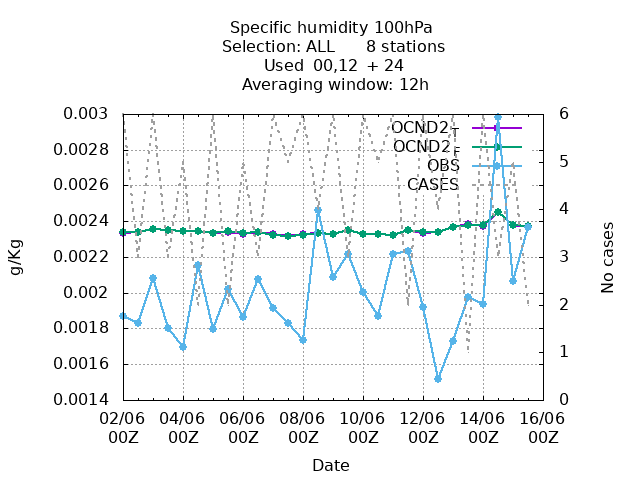 Specific humidity 100hPa
Selection: ALL 8 stations
Used 00,12 + 24
Averaging window: 12h
0.003
0.0028
0.0026
0.0024
0.0022
0.002
0.0018
0.0016
0.0014
g/Kg
6
5
4
3
2
1
0
No cases
OCND2_
OCND2_
OBS
CASES
02/06 04/06 06/06 08/06 10/06 12/06 14/06 16/06
00Z 00Z 00Z 00Z 00Z 00Z 00Z 00Z
Date